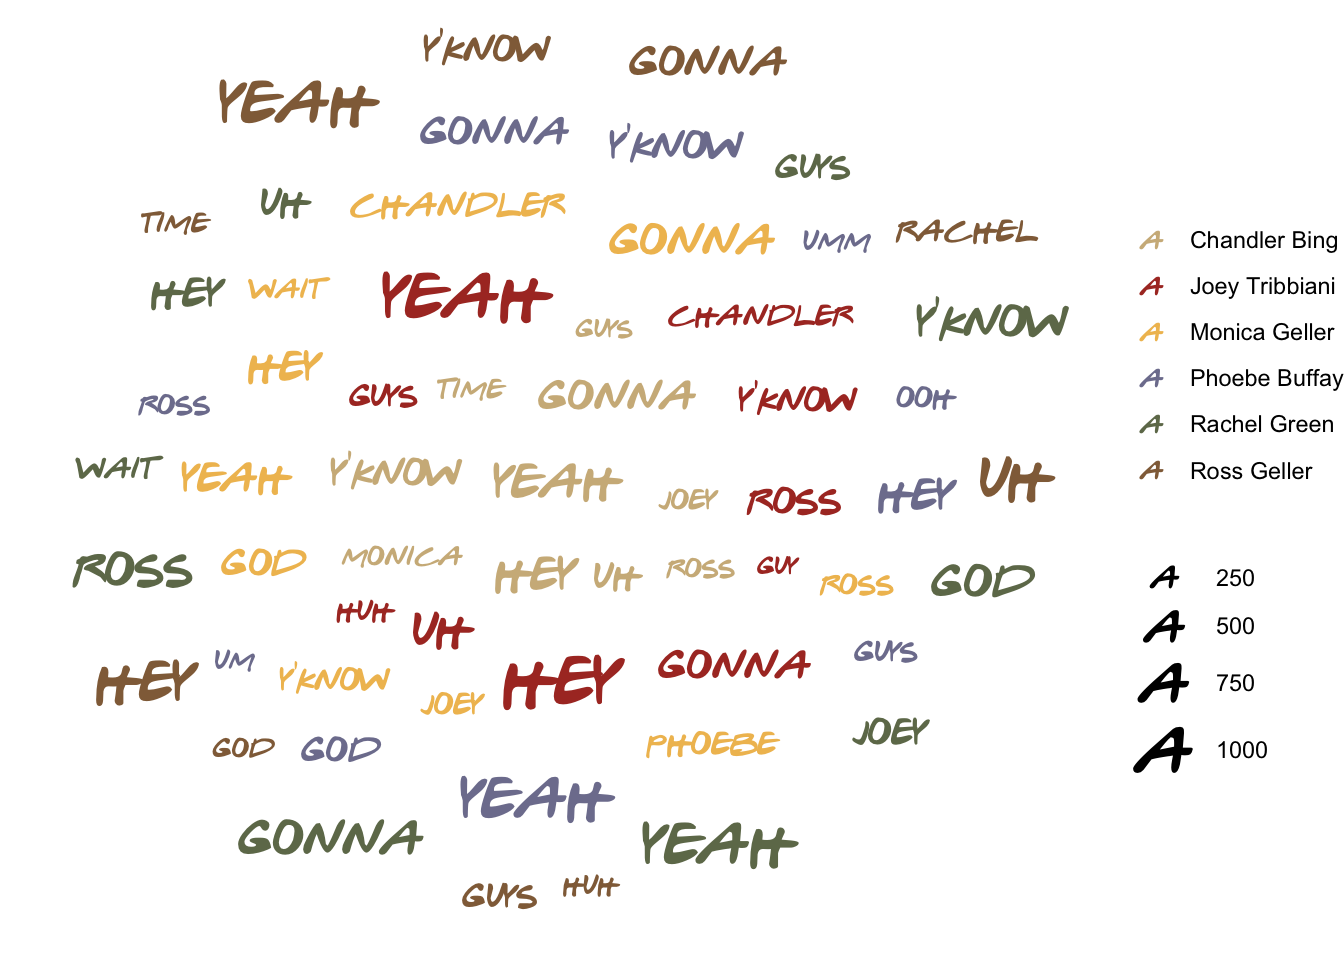 Y'KNOW GONNA
YEAH
GONNA Y'KNOW
GUYS
TIME UH CHANDLER
GONNA UMM RACHEL
HEY WAIT YEAH
GUYS CHANDLER Y'KNOW
HEY
ROSS GUYS TIME GONNA Y'KNOW OOH
WAIT YEAH Y'KNOW YEAH JOEY ROSS HEY UH
ROSS GOD MONICA HEY UH ROSS GUY ROSS GOD
HUH UH
HEY UM Y'KNOW JOEY HEY GONNA GUYS
GOD GOD PHOEBE JOEY
YEAH
GONNA YEAH
GUYS HUH
A Chandler Bing
A Joey Tribbiani
A Monica Geller
A Phoebe Buffay
A Rachel Green
A Ross Geller
A 250
A 500
A 750
A 1000